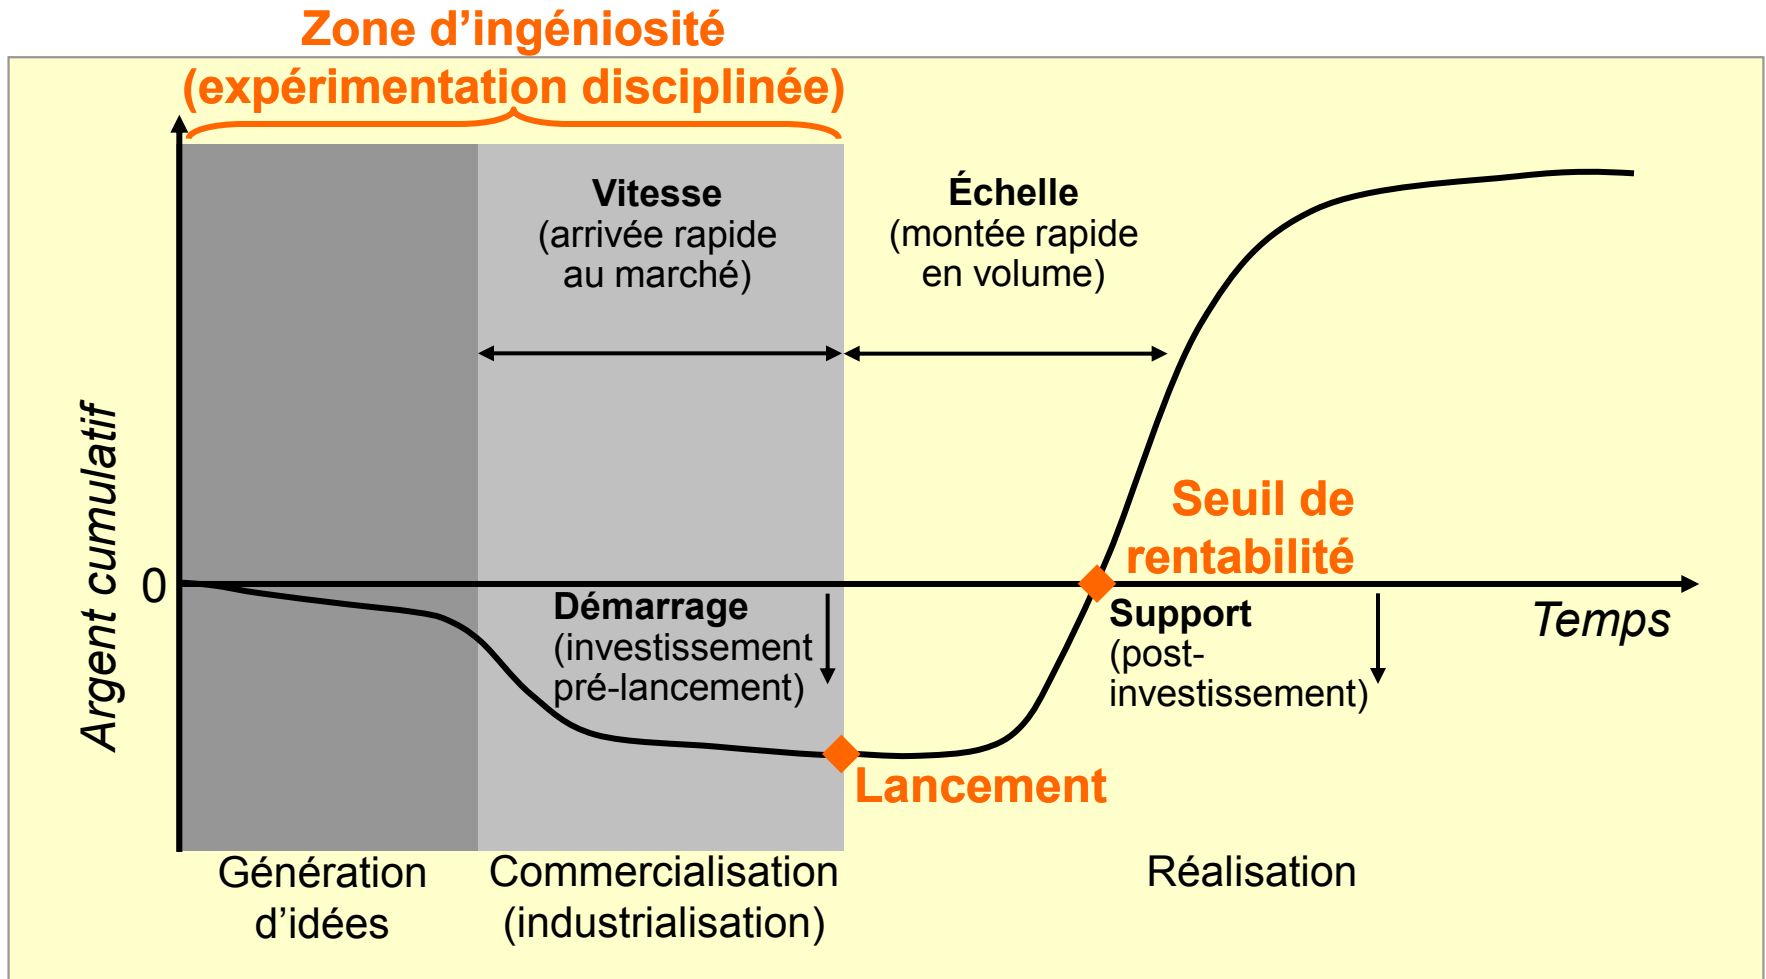 Zone d’ingéniosité
(expérimentation disciplinée)
Vitesse
(arrivée rapide
au marché)
Échelle
(montée rapide
en volume)
Argent cumulatif
0
Seuil de
rentabilité
Démarrage
(investissement
pré-lancement)
Support
(post-
investissement)
Temps
Lancement
Génération
d’idées
Commercialisation
(industrialisation)
Réalisation